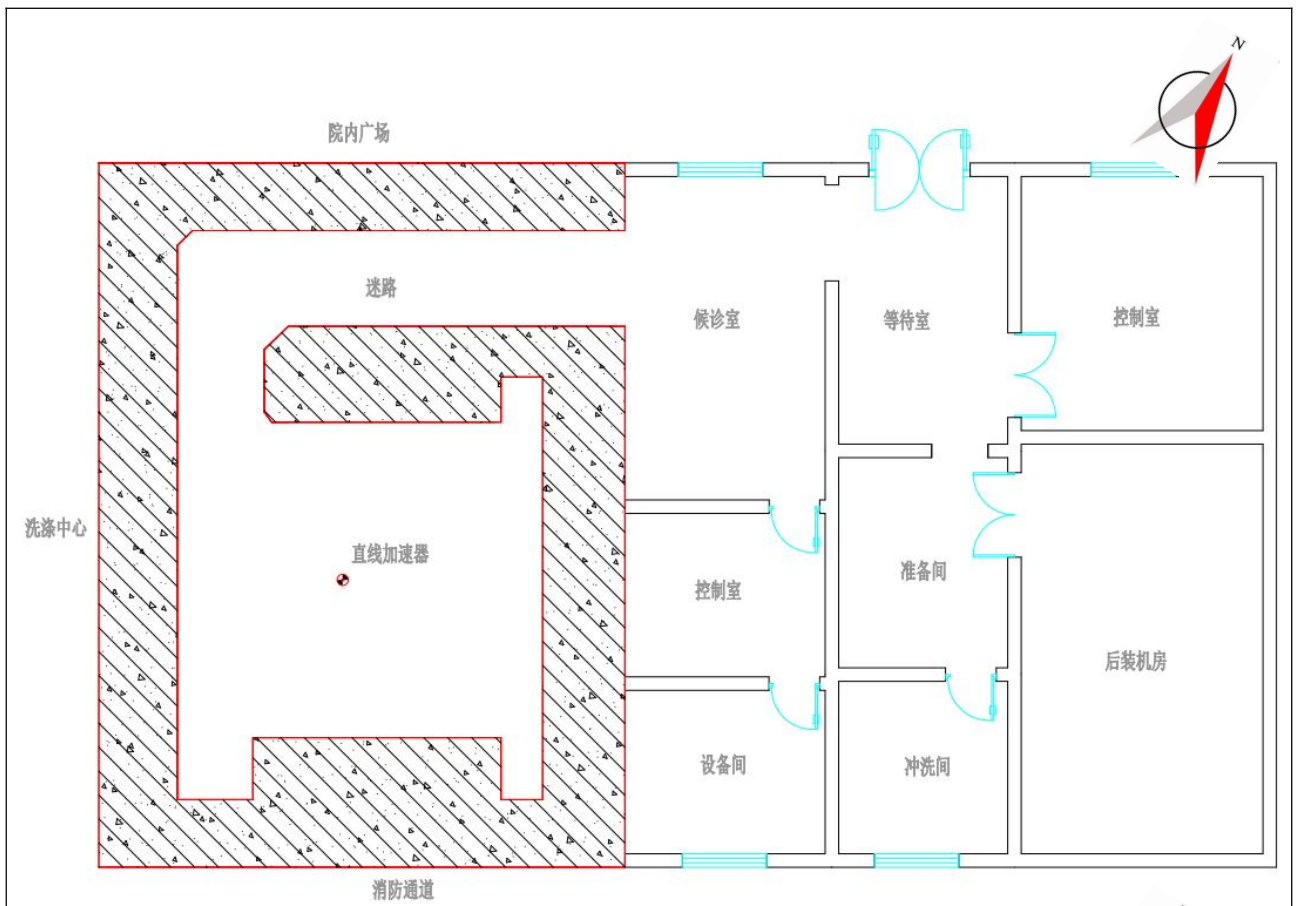 N
院内广场
迷路
候诊室
等待室
控制室
洗涤中心
直线加速器
控制室
准备间
后装机房
设备间
冲洗间
消防通道